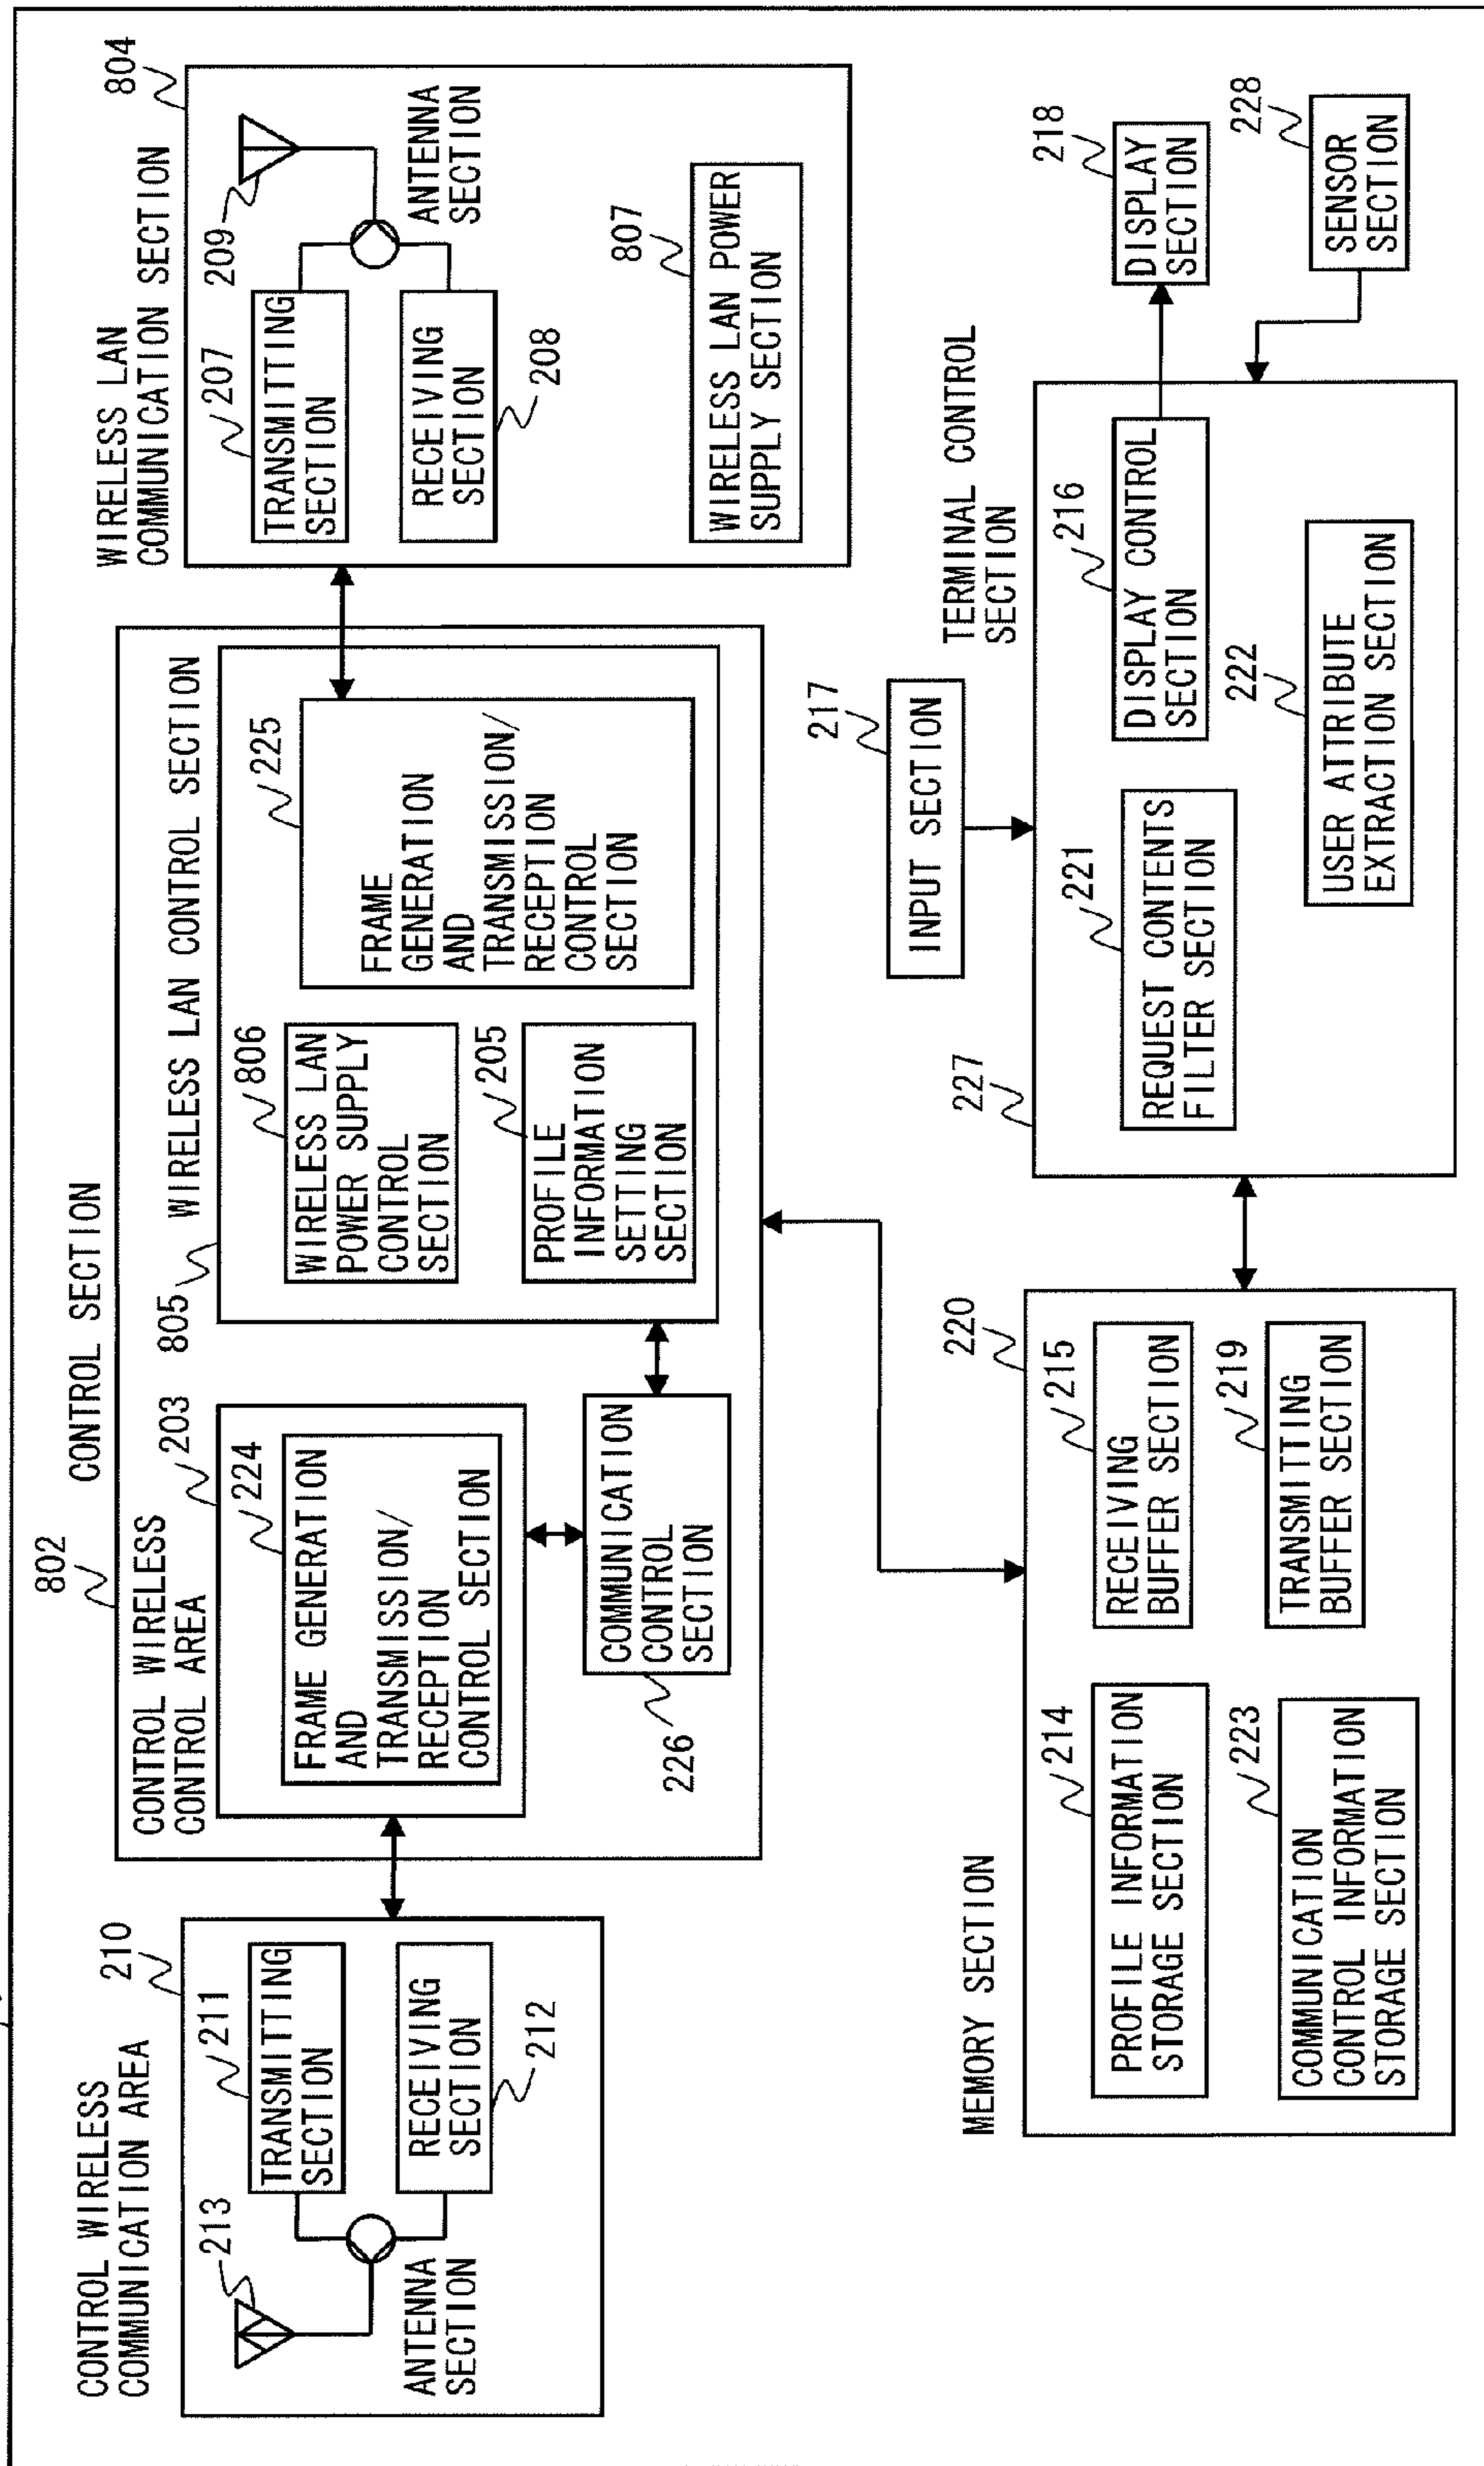 CONTROL WIRELESS
COMMUNICATION AREA
210
213
211
TRANSMITTING
SECTION
RECEIVING
SECTION
212
ANTENNA
SECTION
802
CONTROL SECTION
CONTROL WIRELESS
CONTROL AREA
203
224
FRAME GENERATION
AND
TRANSMISSION/
RECEPTION
CONTROL SECTION
COMMUNICATION
CONTROL
SECTION
226
805
WIRELESS LAN CONTROL SECTION
806
WIRELESS LAN
POWER SUPPLY
CONTROL
SECTION
205
PROFILE
INFORMATION
SETTING
SECTION
225
FRAME
GENERATION
AND
TRANSMISSION/
RECEPTION
CONTROL
SECTION
WIRELESS LAN
COMMUNICATION SECTION
804
207
209
TRANSMITTING
SECTION
RECEIVING
SECTION
208
ANTENNA
SECTION
807
WIRELESS LAN POWER
SUPPLY SECTION
MEMORY SECTION
220
214
PROFILE INFORMATION
STORAGE SECTION
215
RECEIVING
BUFFER SECTION
223
COMMUNICATION
CONTROL INFORMATION
STORAGE SECTION
219
TRANSMITTING
BUFFER SECTION
217
INPUT SECTION
TERMINAL CONTROL
SECTION
227
221
REQUEST CONTENTS
FILTER SECTION
216
DISPLAY CONTROL
SECTION
222
USER ATTRIBUTE
EXTRACTION SECTION
218
DISPLAY
SECTION
228
SENSOR
SECTION